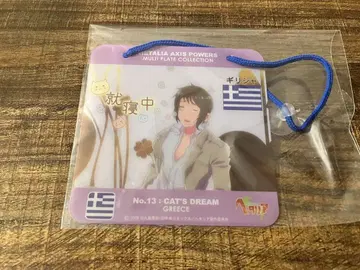 HETALIA AXIS POWERS
MULTI PLATE COLLECTION
ギリシャ
就寝中
No.13 : CAT'S DREAM
GREECE